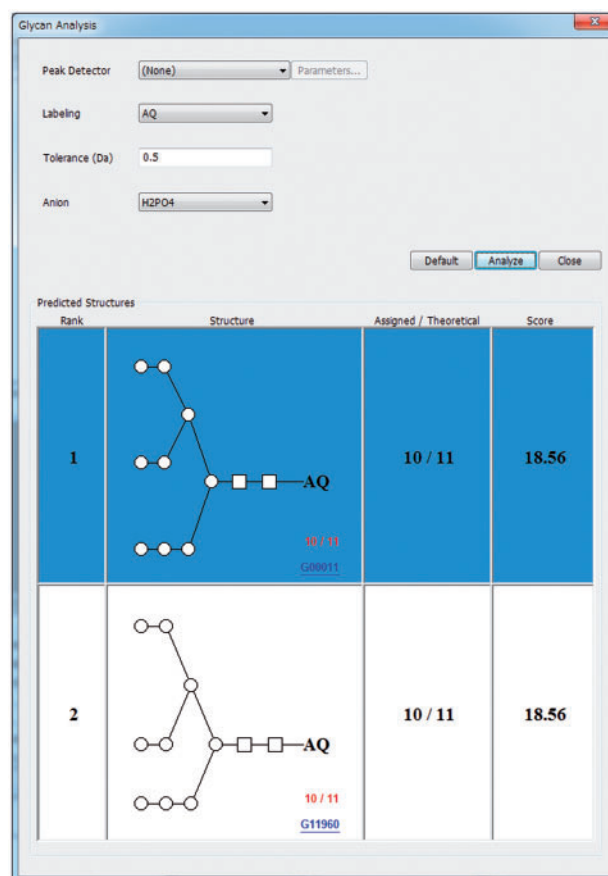 Glycan Analysis
Peak Detector (None) Parameters...
Labeling AQ
Tolerance (Da) 0.5
Anion H2PO4
Default Analyze Close
Predicted Structures
Rank Structure Assigned / Theoretical Score
1 AQ 10 / 11 18.56
10 / 11
G00011
2 AQ 10 / 11 18.56
10 / 11
G11960